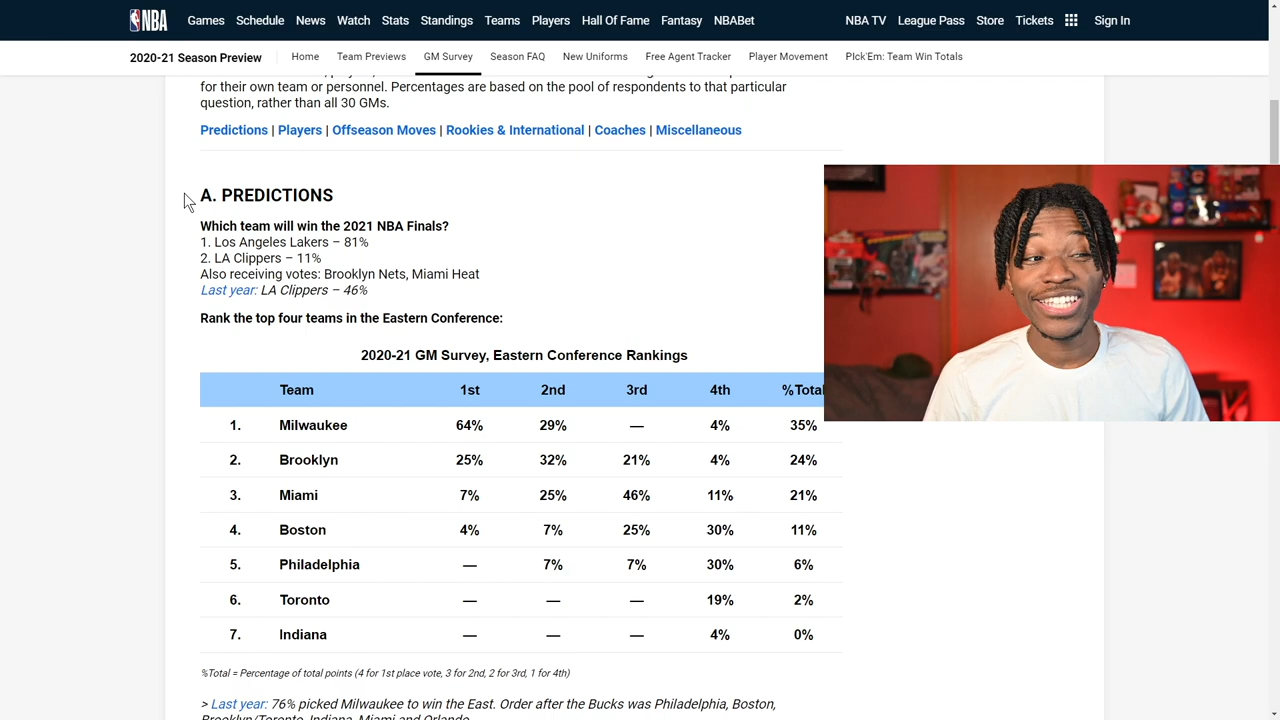 NBA Games Schedule News Watch Stats Standings Teams Players Hall Of Fame Fantasy NBABet NBA TV League Pass Store Tickets Sign In
2020-21 Season Preview Home Team Previews GM Survey Season FAQ New Uniforms Free Agent Tracker Player Movement PIck'Em: Team Win Totals
for their own team or personnel. Percentages are based on the pool of respondents to that particular
question, rather than all 30 GMs.
Predictions | Players | Offseason Moves | Rookies & International | Coaches | Miscellaneous
A. PREDICTIONS
Which team will win the 2021 NBA Finals?
1. Los Angeles Lakers – 81%
2. LA Clippers – 11%
Also receiving votes: Brooklyn Nets, Miami Heat
Last year: LA Clippers – 46%
Rank the top four teams in the Eastern Conference:
2020-21 GM Survey, Eastern Conference Rankings
Team 1st 2nd 3rd 4th %Total
1. Milwaukee 64% 29% — 4% 35%
2. Brooklyn 25% 32% 21% 4% 24%
3. Miami 7% 25% 46% 11% 21%
4. Boston 4% 7% 25% 30% 11%
5. Philadelphia — 7% 7% 30% 6%
6. Toronto — — — 19% 2%
7. Indiana — — — 4% 0%
%Total = Percentage of total points (4 for 1st place vote, 3 for 2nd, 2 for 3rd, 1 for 4th)
> Last year: 76% picked Milwaukee to win the East. Order after the Bucks was Philadelphia, Boston,
Brooklyn/Toronto, Indiana, Miami and Orlando.